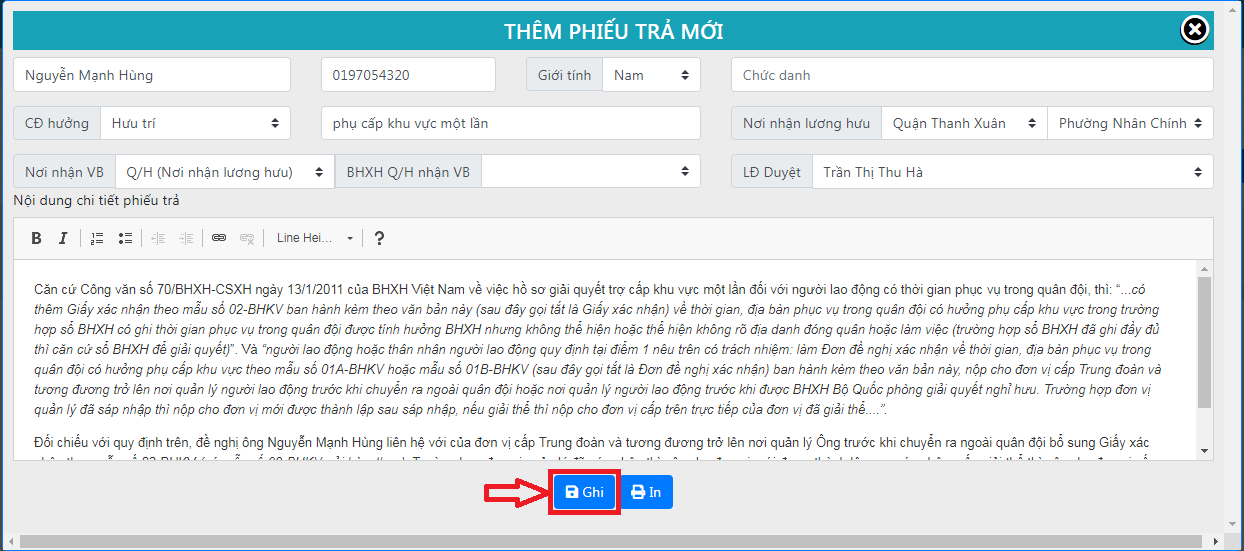 THÊM PHIẾU TRẢ MỚI
Nguyễn Mạnh Hùng 0197054320 Giới tính Nam Chức danh
CĐ hưởng Hưu trí phụ cấp khu vực một lần Nơi nhận lương hưu Quận Thanh Xuân Phường Nhân Chính
Nơi nhận VB Q/H (Nơi nhận lương hưu) BHXH Q/H nhận VB LĐ Duyệt Trần Thị Thu Hà
Nội dung chi tiết phiếu trả
B I Line Hei... ?
Căn cứ Công văn số 70/BHXH-CSXH ngày 13/1/2011 của BHXH Việt Nam về việc hồ sơ giải quyết trợ cấp khu vực một lần đối với người lao động có thời gian phục vụ trong quân đội, thì: “...có
thêm Giấy xác nhận theo mẫu số 02-BHKV ban hành kèm theo văn bản này (sau đây gọi tắt là Giấy xác nhận) về thời gian, địa bàn phục vụ trong quân đội có hưởng phụ cấp khu vực trong trường
hợp sổ BHXH có ghi thời gian phục vụ trong quân đội được tính hưởng BHXH nhưng không thể hiện hoặc thể hiện không rõ địa danh đóng quân hoặc làm việc (trường hợp sổ BHXH đã ghi đầy đủ
thì căn cứ sổ BHXH để giải quyết)”. Và “người lao động hoặc thân nhân người lao động quy định tại điểm 1 nêu trên có trách nhiệm: làm Đơn đề nghị xác nhận về thời gian, địa bàn phục vụ trong
quân đội có hưởng phụ cấp khu vực theo mẫu số 01A-BHKV hoặc mẫu số 01B-BHKV (sau đây gọi tắt là Đơn đề nghị xác nhận) ban hành kèm theo văn bản này, nộp cho đơn vị cấp Trung đoàn và
tương đương trở lên nơi quản lý người lao động trước khi chuyển ra ngoài quân đội hoặc nơi quản lý người lao động trước khi được BHXH Bộ Quốc phòng giải quyết nghỉ hưu. Trường hợp đơn vị
quản lý đã sáp nhập thì nộp cho đơn vị mới được thành lập sau sáp nhập, nếu giải thể thì nộp cho đơn vị cấp trên trực tiếp của đơn vị đã giải thể....”.
Đối chiếu với quy định trên, đề nghị ông Nguyễn Mạnh Hùng liên hệ với của đơn vị cấp Trung đoàn và tương đương trở lên nơi quản lý Ông trước khi chuyển ra ngoài quân đội bổ sung Giấy xác
Ghi In